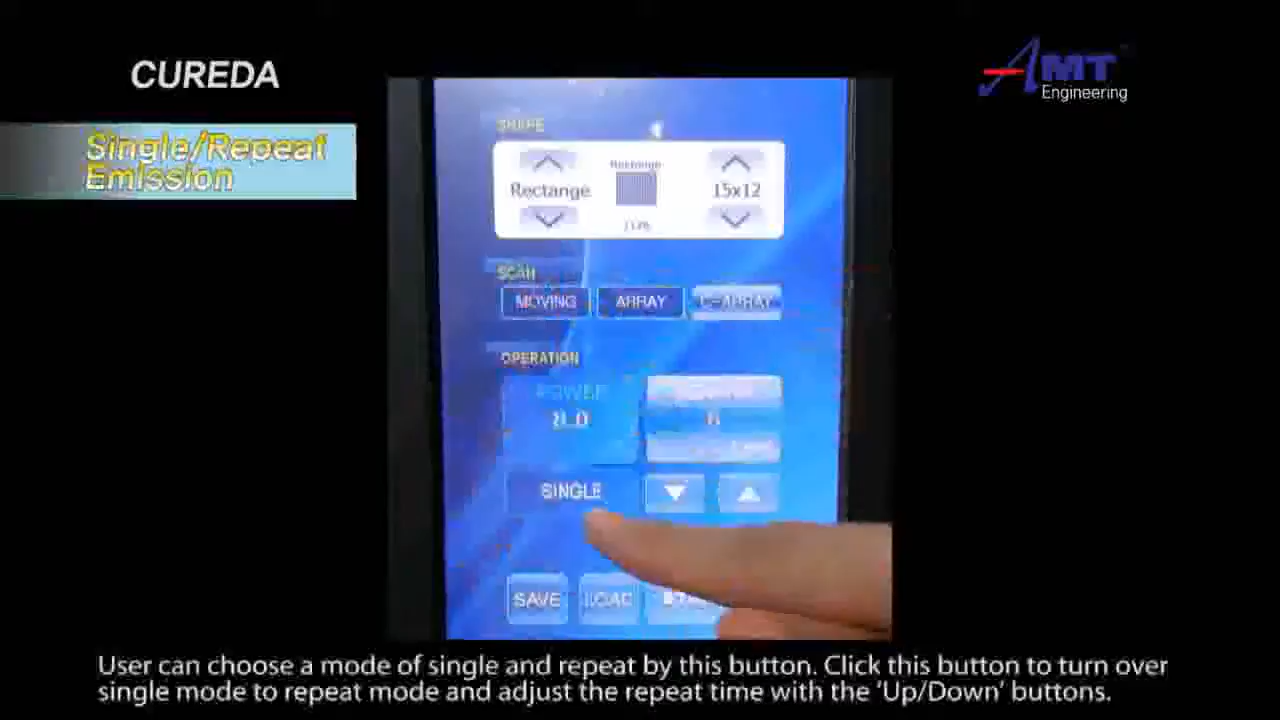 CUREDA
AMT
Engineering
Single/Repeat
Emission
SHAPE
Rectange
Rectange
15x12
SCAN
MOVING
ARRAY
C-ARRAY
OPERATION
POWER
SINGLE
SAVE
LOAD
User can choose a mode of single and repeat by this button. Click this button to turn over
single mode to repeat mode and adjust the repeat time with the 'Up/Down' buttons.